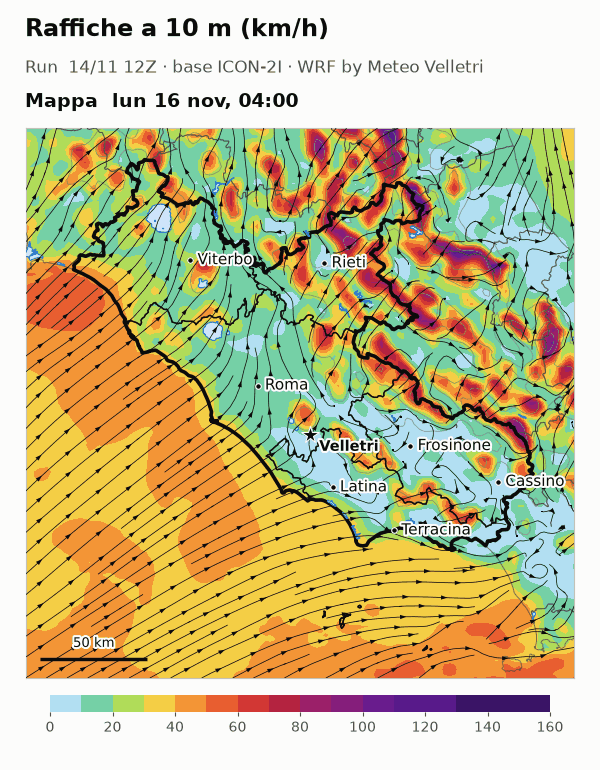 Raffiche a 10 m (km/h)
Run 14/11 12Z · base ICON-2I · WRF by Meteo Velletri
Mappa lun 16 nov, 04:00
Viterbo
Rieti
Roma
Velletri
Frosinone
Cassino
Latina
Terracina
50 km
0 20 40 60 80 100 120 140 160